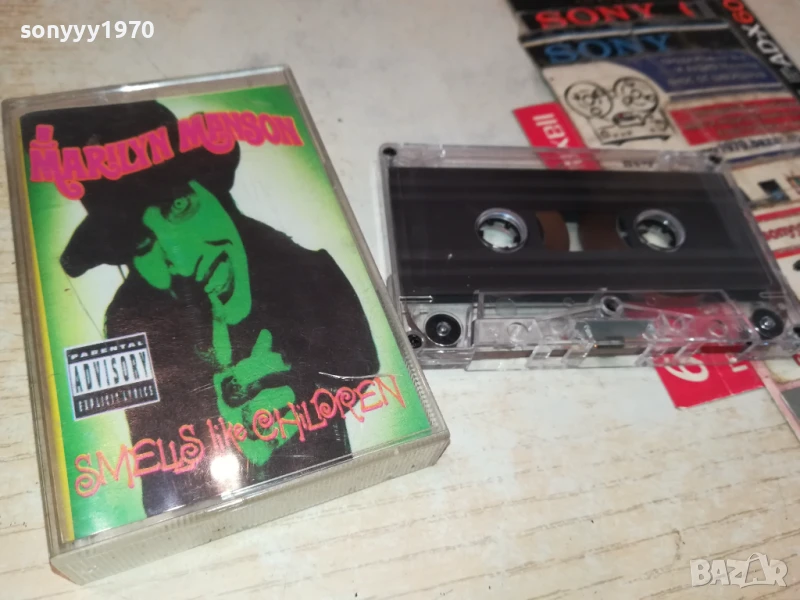 sonyyy1970
MARILYN MANSON
PARENTAL
ADVISORY
EXPLICIT LYRICS
SMELLS like CHILDREN
SONY
SONY
BAZAR